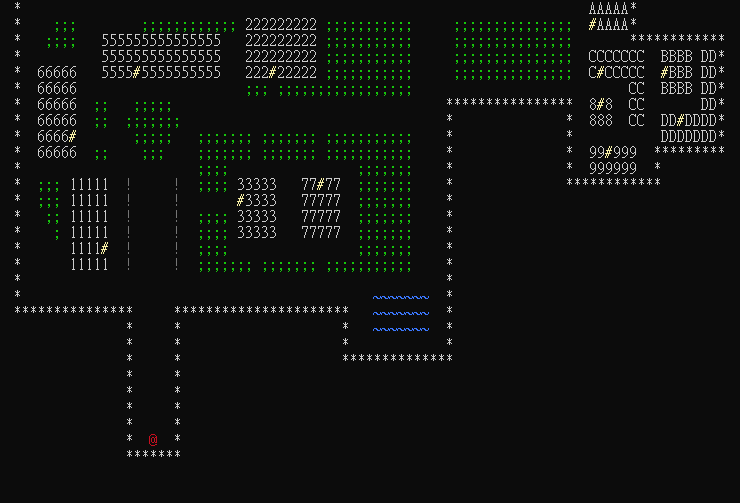 *                                                                       AAAAA*
*    ;;;        ;;;;;;;;;;;; 222222222 ;;;;;;;;;;;     ;;;;;;;;;;;;;;;  #AAAA*
*   ;;;;   555555555555555   222222222 ;;;;;;;;;;;     ;;;;;;;;;;;;;;;       ************
*          555555555555555   222222222 ;;;;;;;;;;;     ;;;;;;;;;;;;;;;  CCCCCCC  BBBB DD*
*  66666   5555#5555555555   222#22222 ;;;;;;;;;;;     ;;;;;;;;;;;;;;;  C#CCCCC  #BBB DD*
*  66666                     ;;; ;;;;;;;;;;;;;;;;;                           CC  BBBB DD*
*  66666  ;;   ;;;;;                                  ****************  8#8  CC       DD*
*  66666  ;;  ;;;;;;;                                 *              *  888  CC  DD#DDDD*
*  6666#       ;;;;;   ;;;;;;; ;;;;;;; ;;;;;;;;;;;    *              *           DDDDDDD*
*  66666  ;;    ;;;    ;;;;;;; ;;;;;;; ;;;;;;;;;;;    *              *  99#999  *********
*                      ;;;;                ;;;;;;;    *              *  999999  *
*  ;;; 11111  !     !  ;;;; 33333   77#77  ;;;;;;;    *              ************
*  ;;; 11111  !     !       #3333   77777  ;;;;;;;    *
*   ;; 11111  !     !  ;;;; 33333   77777  ;;;;;;;    *
*    ; 11111  !     !  ;;;; 33333   77777  ;;;;;;;    *
*      1111#  !     !  ;;;;                ;;;;;;;    *
*      11111  !     !  ;;;;;;; ;;;;;;; ;;;;;;;;;;;    *
*                                                     *
*                                           ~~~~~~~   *
***************     **********************  ~~~~~~~   *
              *     *                    *  ~~~~~~~   *
              *     *                    *            *
              *     *                    **************
              *     *
              *     *
              *     *
              *     *
              *  @  *
              *******